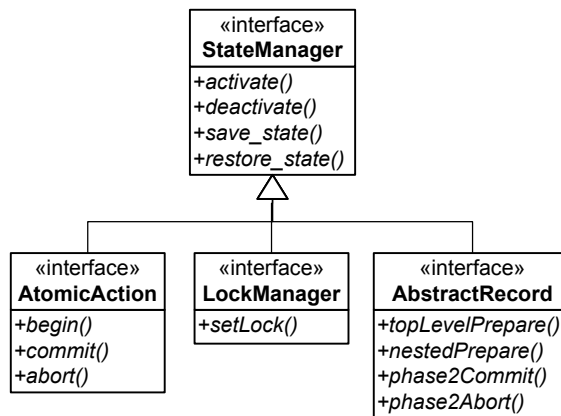 «interface»
StateManager
+activate()
+deactivate()
+save_state()
+restore_state()
«interface»
AtomicAction
+begin()
+commit()
+abort()
«interface»
LockManager
+setLock()
«interface»
AbstractRecord
+topLevelPrepare()
+nestedPrepare()
+phase2Commit()
+phase2Abort()